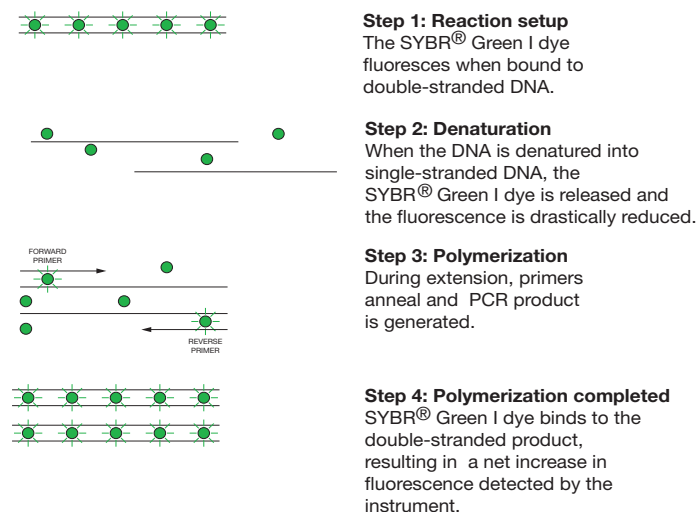 Step 1: Reaction setup
The SYBR® Green I dye
fluoresces when bound to
double-stranded DNA.
Step 2: Denaturation
When the DNA is denatured into
single-stranded DNA, the
SYBR® Green I dye is released and
the fluorescence is drastically reduced.
FORWARD
PRIMER
REVERSE
PRIMER
Step 3: Polymerization
During extension, primers
anneal and PCR product
is generated.
Step 4: Polymerization completed
SYBR® Green I dye binds to the
double-stranded product,
resulting in a net increase in
fluorescence detected by the
instrument.